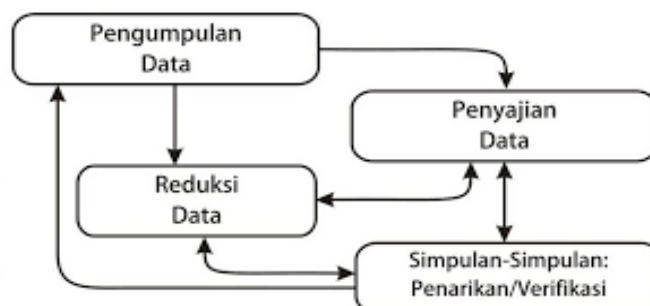 Pengumpulan
Data
Penyajian
Data
Reduksi
Data
Simpulan-Simpulan:
Penarikan/Verifikasi